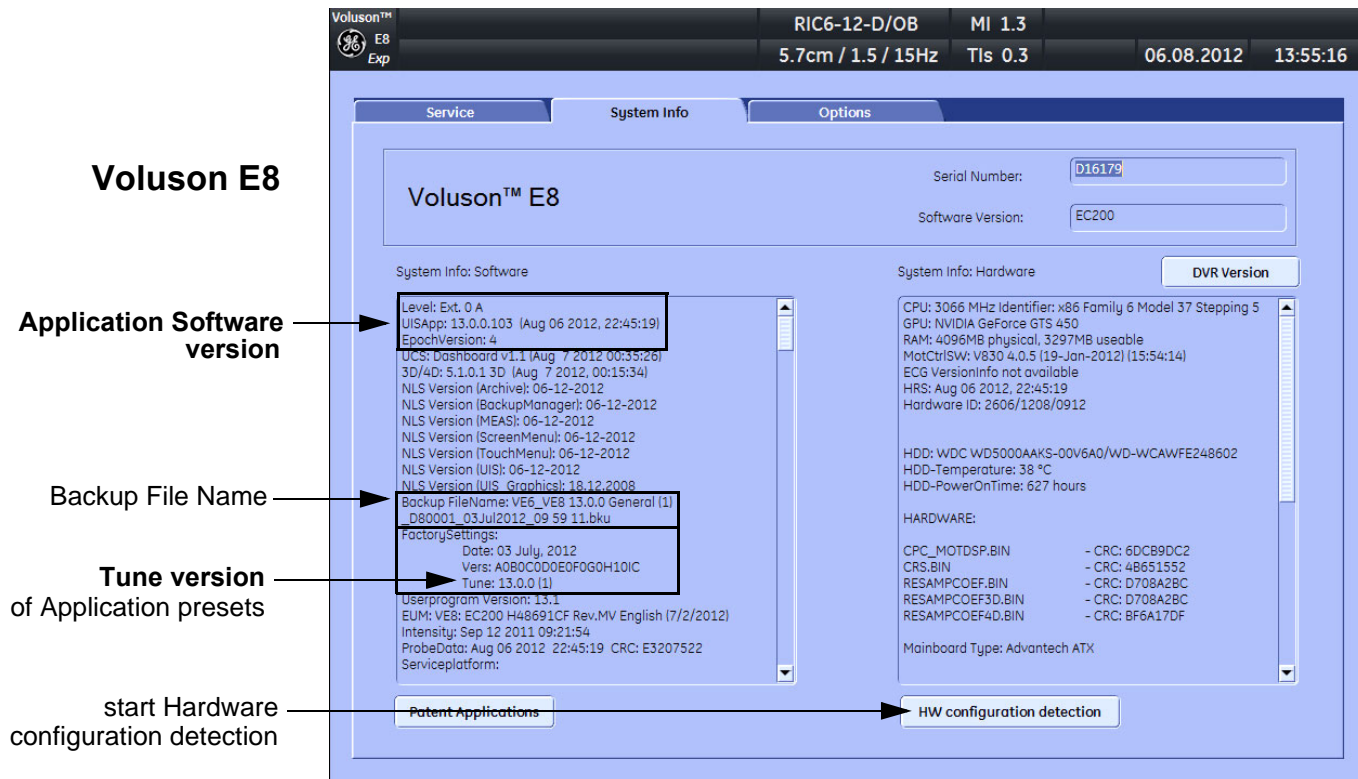 Voluson™
E8
Exp
RIC6-12-D/OB MI 1.3
5.7cm / 1.5 / 15Hz TIs 0.3 06.08.2012 13:55:16
Service System Info Options
Voluson E8
Voluson™ E8
Serial Number: D16179
Software Version: EC200
System Info: Software
System Info: Hardware
DVR Version
Application Software
version
Level: Ext. 0 A
UISApp: 13.0.0.103 (Aug 06 2012, 22:45:19)
EpochVersion: 4
UCS: Dashboard v1.1 (Aug 7 2012 00:35:26)
3D/4D: 5.1.0.1 3D (Aug 7 2012, 00:15:34)
NLS Version (Archive): 06-12-2012
NLS Version (BackupManager): 06-12-2012
NLS Version (MEAS): 06-12-2012
NLS Version (ScreenMenu): 06-12-2012
NLS Version (TouchMenu): 06-12-2012
NLS Version (UIS): 06-12-2012
NLS Version (UIS_Graphics): 18.12.2008
Backup File Name
Backup FileName: VE6_VE8 13.0.0 General (1)
_D80001_03Jul2012_09 59 11.bku
FactorySettings:
Date: 03 July, 2012
Vers: A0B0C0D0E0F0G0H10IC
Tune: 13.0.0 (1)
Tune version
of Application presets
Userprogram Version: 13.1
EUM: VE8: EC200 H48691CF Rev.MV English (7/2/2012)
Intensity: Sep 12 2011 09:21:54
ProbeData: Aug 06 2012 22:45:19 CRC: E3207522
Serviceplatform:
CPU: 3066 MHz Identifier: x86 Family 6 Model 37 Stepping 5
GPU: NVIDIA GeForce GTS 450
RAM: 4096MB physical, 3297MB useable
MotCtrlSW: V830 4.0.5 (19-Jan-2012) (15:54:14)
ECG VersionInfo not available
HRS: Aug 06 2012, 22:45:19
Hardware ID: 2606/1208/0912
HDD: WDC WD5000AAKS-00V6A0/WD-WCAWFE248602
HDD-Temperature: 38 °C
HDD-PowerOnTime: 627 hours
HARDWARE:
CPC_MOTDSP.BIN - CRC: 6DCB9DC2
CRS.BIN - CRC: 4B651552
RESAMPCOEF.BIN - CRC: D708A2BC
RESAMPCOEF3D.BIN - CRC: D708A2BC
RESAMPCOEF4D.BIN - CRC: BF6A17DF
Mainboard Type: Advantech ATX
start Hardware
configuration detection
Patent Applications
HW configuration detection